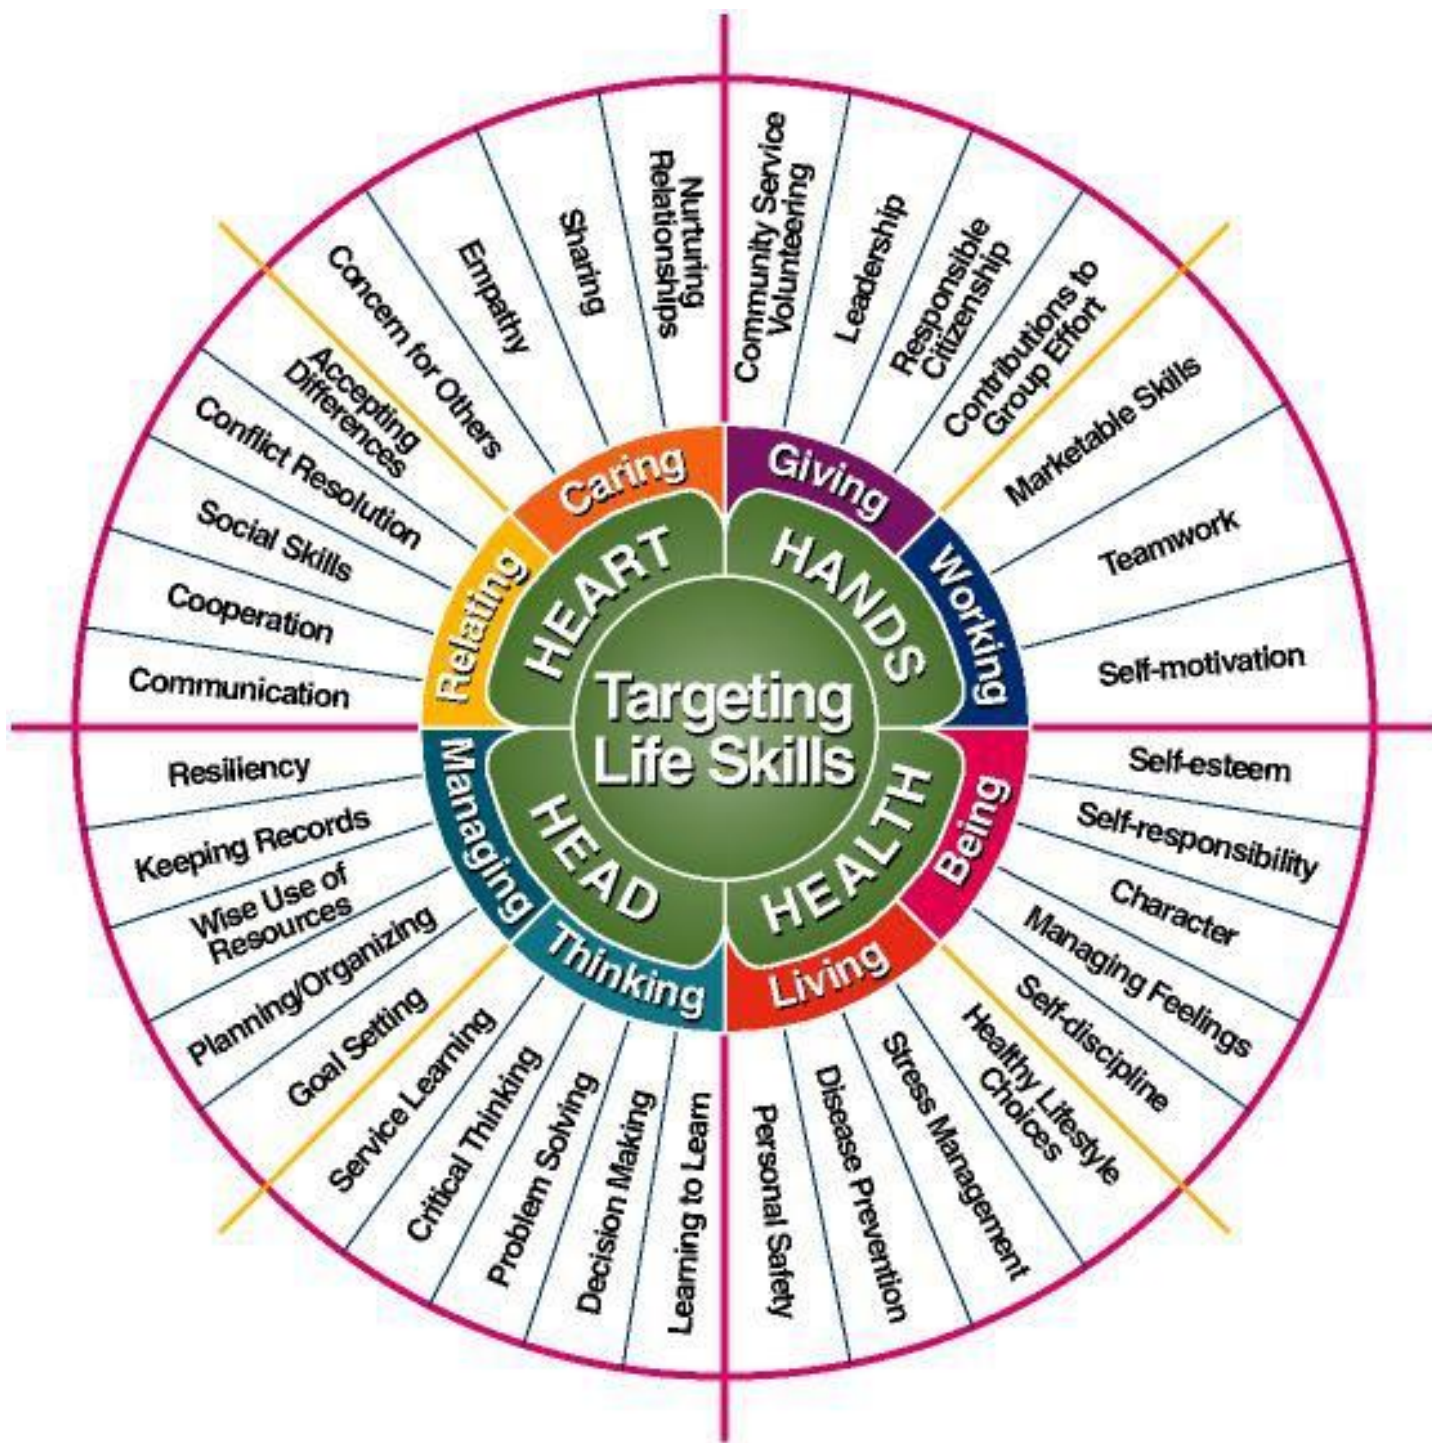 Targeting
Life Skills
HEART
HANDS
HEALTH
HEAD
Caring
Giving
Working
Being
Living
Thinking
Managing
Relating
Nurturing
Relationships
Sharing
Empathy
Concern for Others
Community Service
Volunteering
Leadership
Responsible
Citizenship
Contributions to
Group Effort
Marketable Skills
Teamwork
Self-motivation
Self-esteem
Self-responsibility
Character
Managing Feelings
Self-discipline
Healthy Lifestyle
Choices
Stress Management
Disease Prevention
Personal Safety
Learning to Learn
Decision Making
Problem Solving
Critical Thinking
Service Learning
Goal Setting
Planning/Organizing
Wise Use of
Resources
Keeping Records
Resiliency
Communication
Cooperation
Social Skills
Conflict Resolution
Accepting
Differences